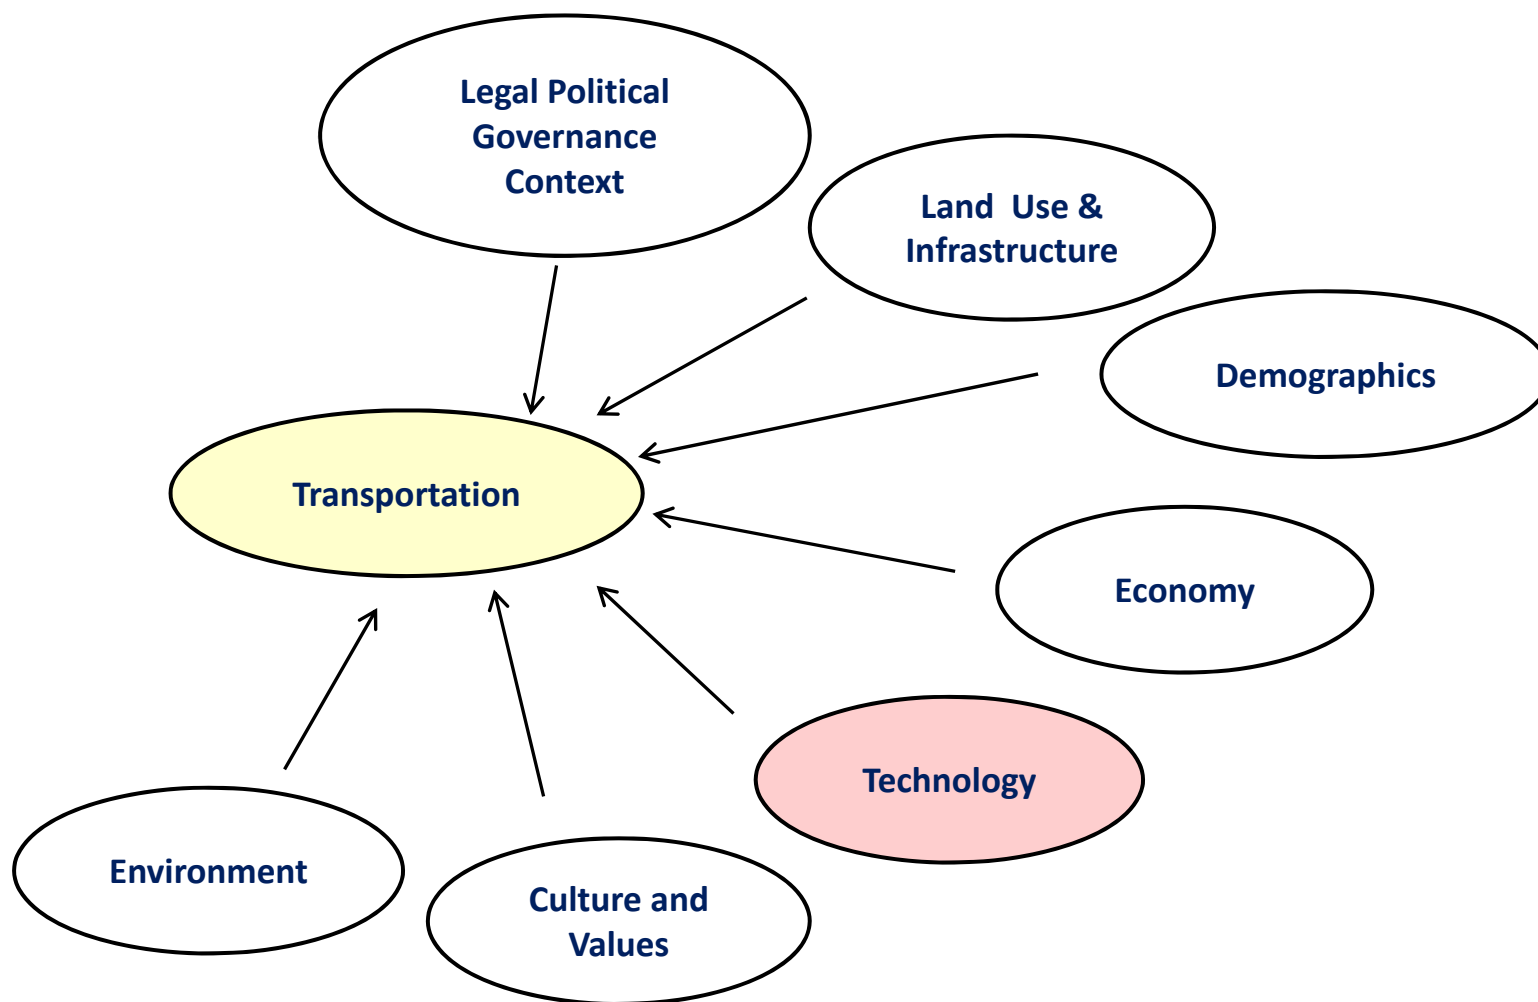 Legal Political
Governance
Context
Land  Use &
Infrastructure
Demographics
Transportation
Economy
Technology
Environment
Culture and
Values